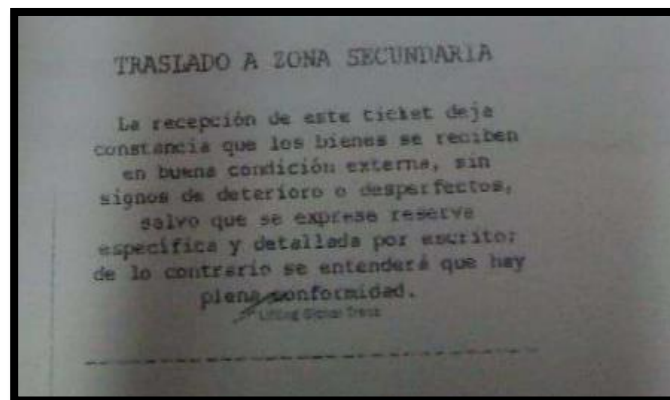 TRASLADO A ZONA SECUNDARIA
La recepción de este ticket deja
constancia que los bienes se reciben
en buena condición externa, sin
signos de deterioro o desperfectos,
salvo que se exprese reserva
específica y detallada por escrito;
de lo contrario se entenderá que hay
plena conformidad.